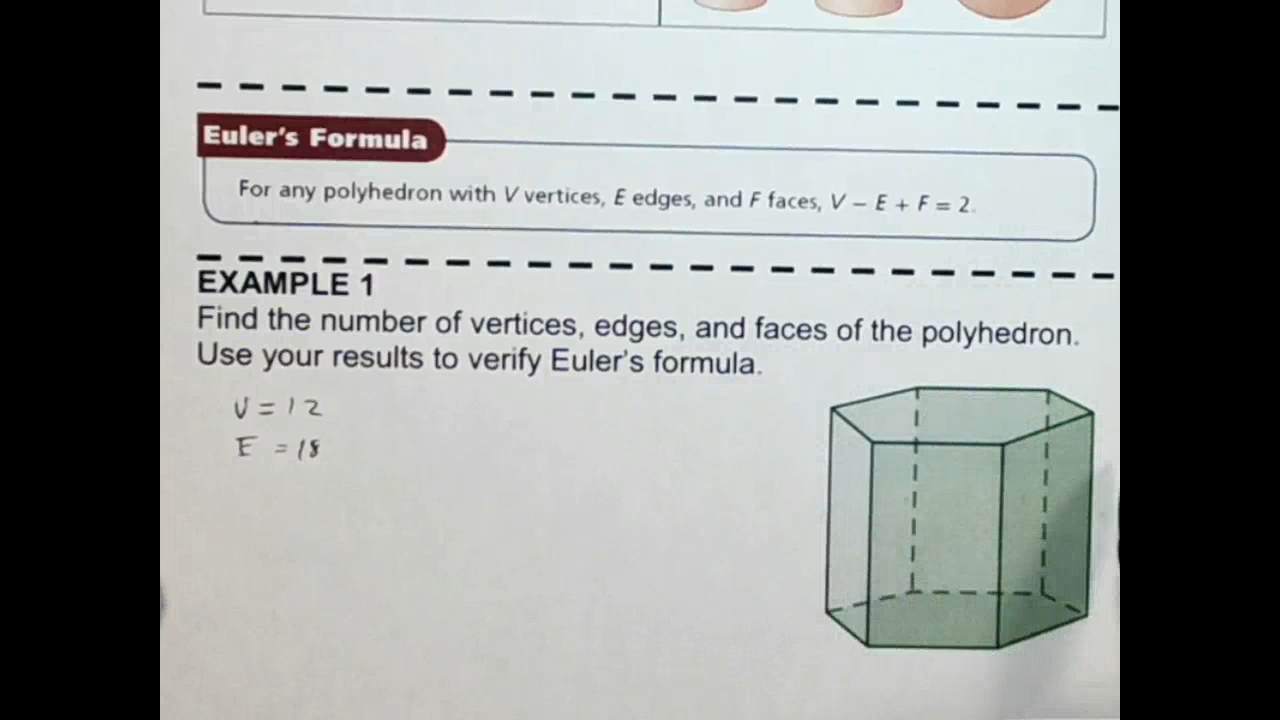 Euler's Formula
For any polyhedron with V vertices, E edges, and F faces, V – E + F = 2.
EXAMPLE 1
Find the number of vertices, edges, and faces of the polyhedron.
Use your results to verify Euler's formula.
V = 12
E = 18